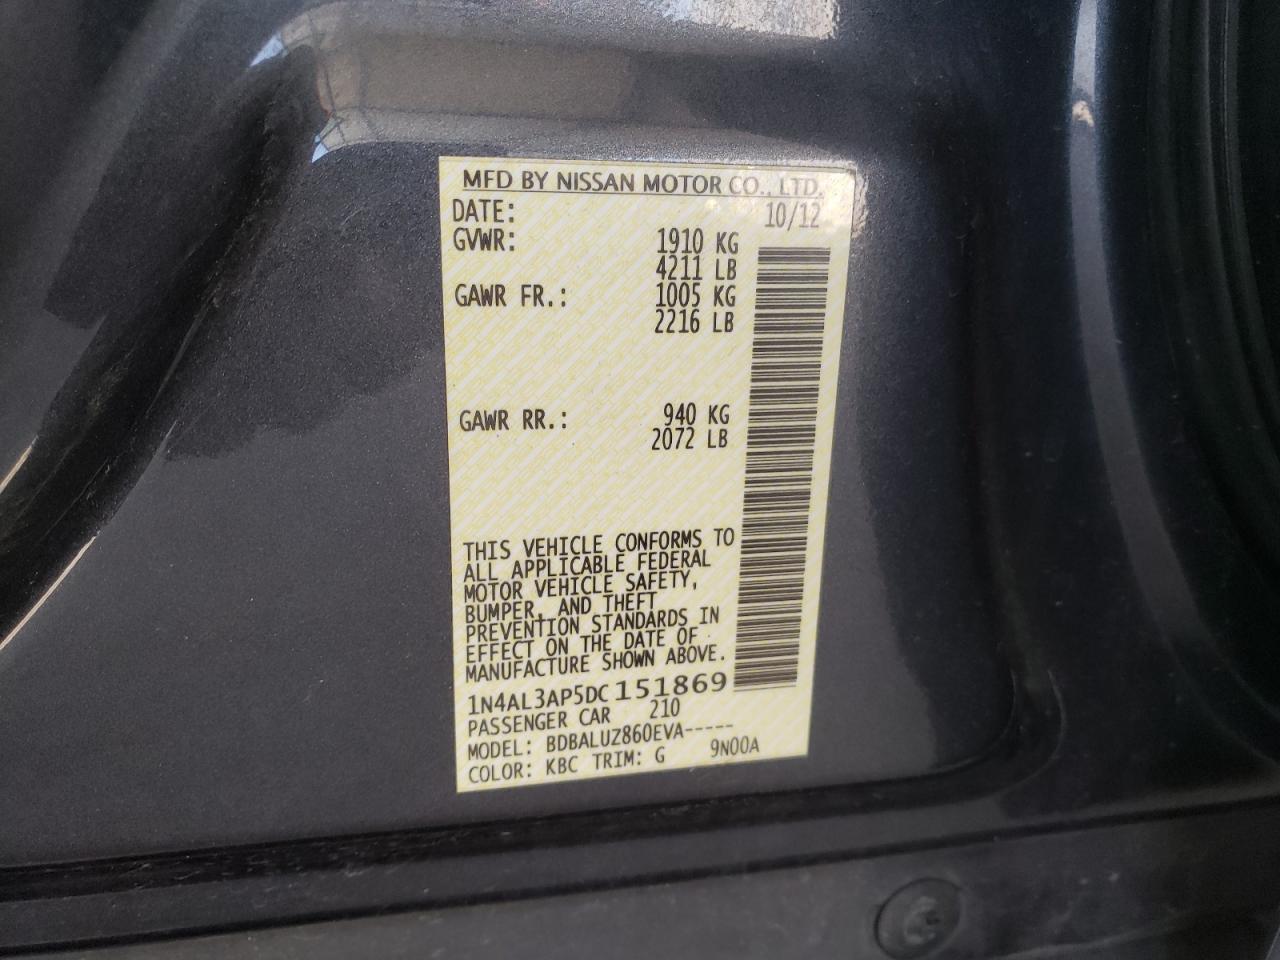 MFD BY NISSAN MOTOR CO., LTD.
DATE: 10/12
GVWR: 1910 KG
4211 LB
GAWR FR.: 1005 KG
2216 LB
GAWR RR.: 940 KG
2072 LB
THIS VEHICLE CONFORMS TO
ALL APPLICABLE FEDERAL
MOTOR VEHICLE SAFETY,
BUMPER, AND THEFT
PREVENTION STANDARDS IN
EFFECT ON THE DATE OF
MANUFACTURE SHOWN ABOVE.
1N4AL3AP5DC151869
PASSENGER CAR 210
MODEL: BDBALUZ860EVA-----
COLOR: KBC TRIM: G 9N00A